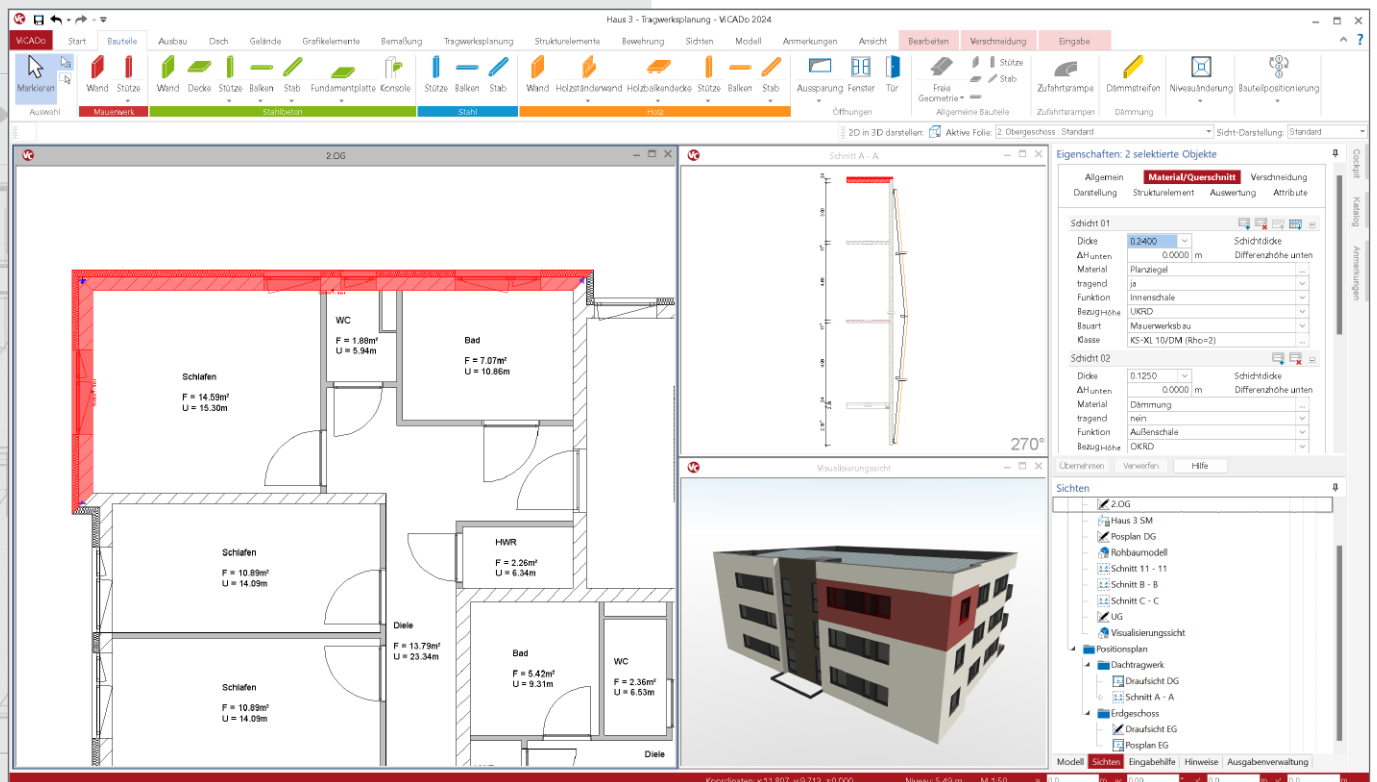 Haus 3 - Tragwerksplanung - ViCADo 2024
ViCADo Start Bauteile Ausbau Dach Gelände Grafikelemente Bemaßung Tragwerksplanung Strukturelemente Bewehrung Sichten Modell Anmerkungen Ansicht Bearbeiten Verschneidung Eingabe
Markieren Wand Stütze Wand Decke Stütze Balken Stab Fundamentplatte Konsole Stütze Balken Stab Wand Holzständerwand Holzbalkendecke Stütze Balken Stab Aussparung Fenster Tür Freie Geometrie Stütze Stab Zufahrtsrampe Dämmstreifen Niveauänderung Bauteilpositionierung
Auswahl Mauerwerk Stahlbeton Stahl Holz Öffnungen Allgemeine Bauteile Zufahrtsrampen Dämmung
2D in 3D darstellen: Aktive Folie: 2. Obergeschoss : Standard Sicht-Darstellung: Standard
2.OG
WC
F = 1.88m²
U = 5.94m
Bad
F = 7.07m²
U = 10.86m
Schlafen
F = 14.59m²
U = 15.30m
HWR
F = 2.26m²
U = 6.34m
Schlafen
F = 10.89m²
U = 14.09m
Diele
F = 13.79m²
U = 23.34m
Bad
F = 5.42m²
U = 9.31m
WC
F = 2.36m²
U = 6.53m
Schlafen
F = 10.89m²
U = 14.09m
Diele
Schnitt A - A
270°
Visualisierungssicht
Eigenschaften: 2 selektierte Objekte
Allgemein Material/Querschnitt Verschneidung
Darstellung Strukturelement Auswertung Attribute
Schicht 01
Dicke 0.2400 Schichtdicke
ΔHunten 0.0000 m Differenzhöhe unten
Material Planziegel ...
tragend ja
Funktion Innenschale
BezugHöhe UKRD
Bauart Mauerwerksbau
Klasse KS-XL 10/DM (Rho=2) ...
Schicht 02
Dicke 0.1250 Schichtdicke
ΔHunten 0.0000 m Differenzhöhe unten
Material Dämmung ...
tragend nein
Funktion Außenschale
BezugHöhe OKRD
Übernehmen Verwerfen Hilfe
Sichten
2.OG
Haus 3 SM
Posplan DG
Rohbaumodell
Schnitt 11 - 11
Schnitt B - B
Schnitt C - C
UG
Visualisierungssicht
Positionsplan
Dachtragwerk
Draufsicht DG
Schnitt A - A
Erdgeschoss
Draufsicht EG
Posplan EG
Modell Sichten Eingabehilfe Hinweise Ausgabenverwaltung
Cockpit
Katalog
Anmerkungen